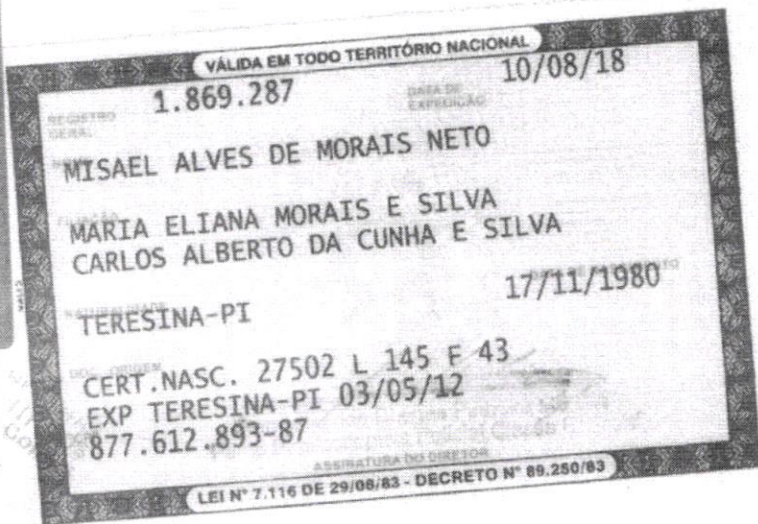 VÁLIDA EM TODO TERRITÓRIO NACIONAL
REGISTRO GERAL 1.869.287 DATA DE EXPEDIÇÃO 10/08/18
MISAEL ALVES DE MORAIS NETO
FILIAÇÃO
MARIA ELIANA MORAIS E SILVA
CARLOS ALBERTO DA CUNHA E SILVA
NATURALIDADE DATA DE NASCIMENTO
TERESINA-PI 17/11/1980
DOC. ORIGEM
CERT.NASC. 27502 L 145 F 43
EXP TERESINA-PI 03/05/12
877.612.893-87
ASSINATURA DO DIRETOR
LEI Nº 7.116 DE 29/08/83 - DECRETO Nº 89.250/83